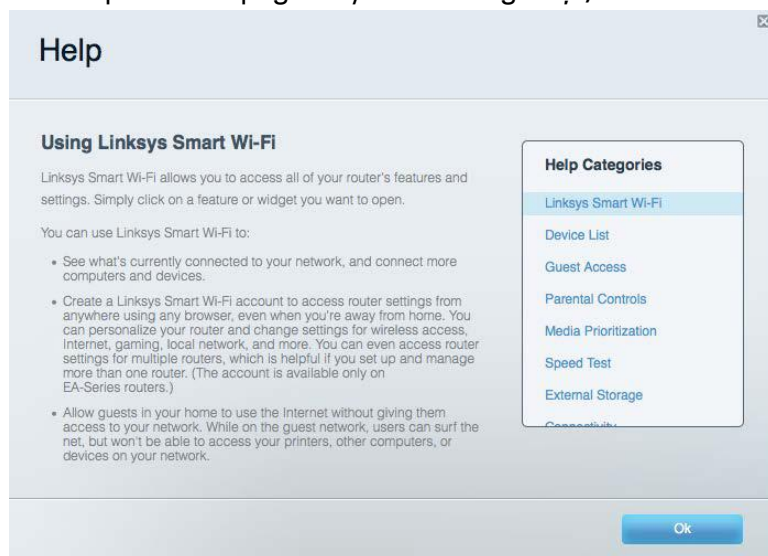 Help
Using Linksys Smart Wi-Fi
Linksys Smart Wi-Fi allows you to access all of your router's features and
settings. Simply click on a feature or widget you want to open.
You can use Linksys Smart Wi-Fi to:
• See what's currently connected to your network, and connect more
computers and devices.
• Create a Linksys Smart Wi-Fi account to access router settings from
anywhere using any browser, even when you're away from home. You
can personalize your router and change settings for wireless access,
Internet, gaming, local network, and more. You can even access router
settings for multiple routers, which is helpful if you set up and manage
more than one router. (The account is available only on
EA-Series routers.)
• Allow guests in your home to use the Internet without giving them
access to your network. While on the guest network, users can surf the
net, but won't be able to access your printers, other computers, or
devices on your network.
Help Categories
Linksys Smart Wi-Fi
Device List
Guest Access
Parental Controls
Media Prioritization
Speed Test
External Storage
Connectivity
Ok